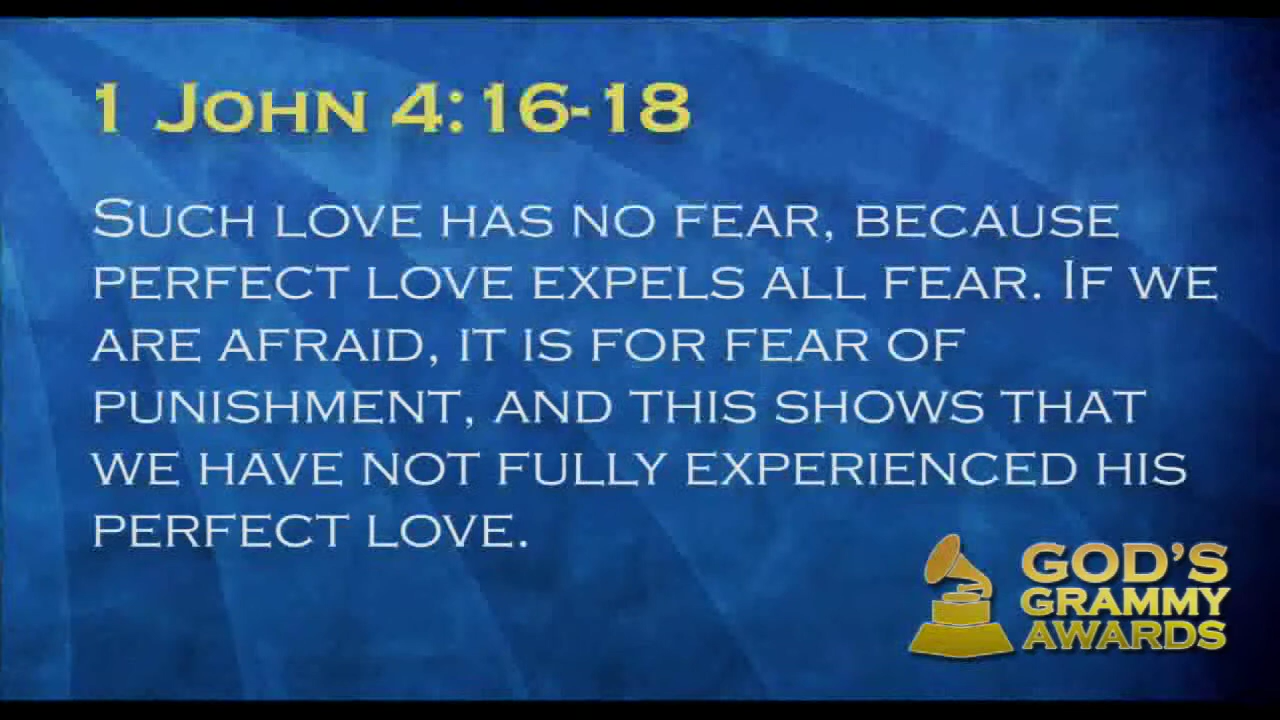 1 John 4:16-18
Such love has no fear, because
perfect love expels all fear. If we
are afraid, it is for fear of
punishment, and this shows that
we have not fully experienced his
perfect love.
GOD'S
GRAMMY
AWARDS